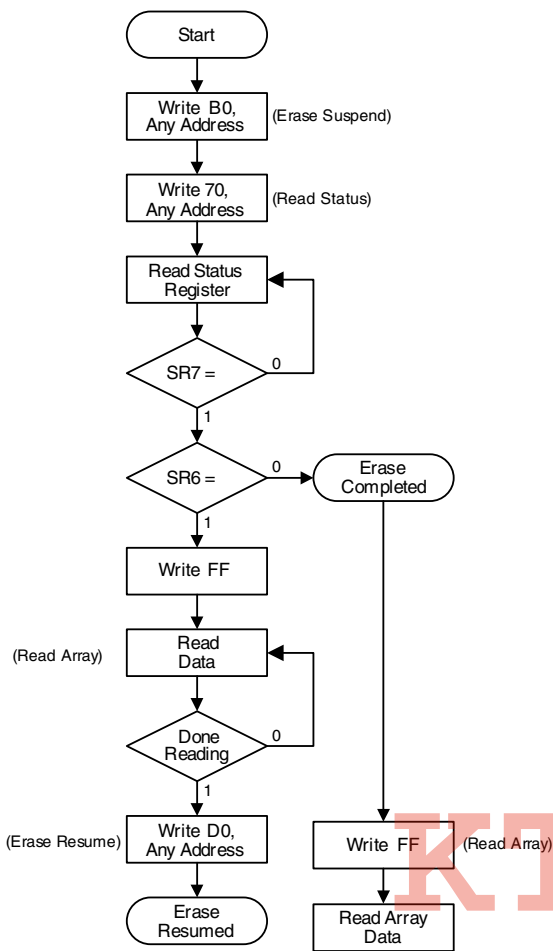 Start
Write B0,
Any Address
(Erase Suspend)
Write 70,
Any Address
(Read Status)
Read Status
Register
SR7 =
0
1
SR6 =
0
Erase
Completed
1
Write FF
(Read Array)
Read
Data
Done
Reading
0
1
(Erase Resume)
Write D0,
Any Address
Write FF
(Read Array)
Erase
Resumed
Read Array
Data